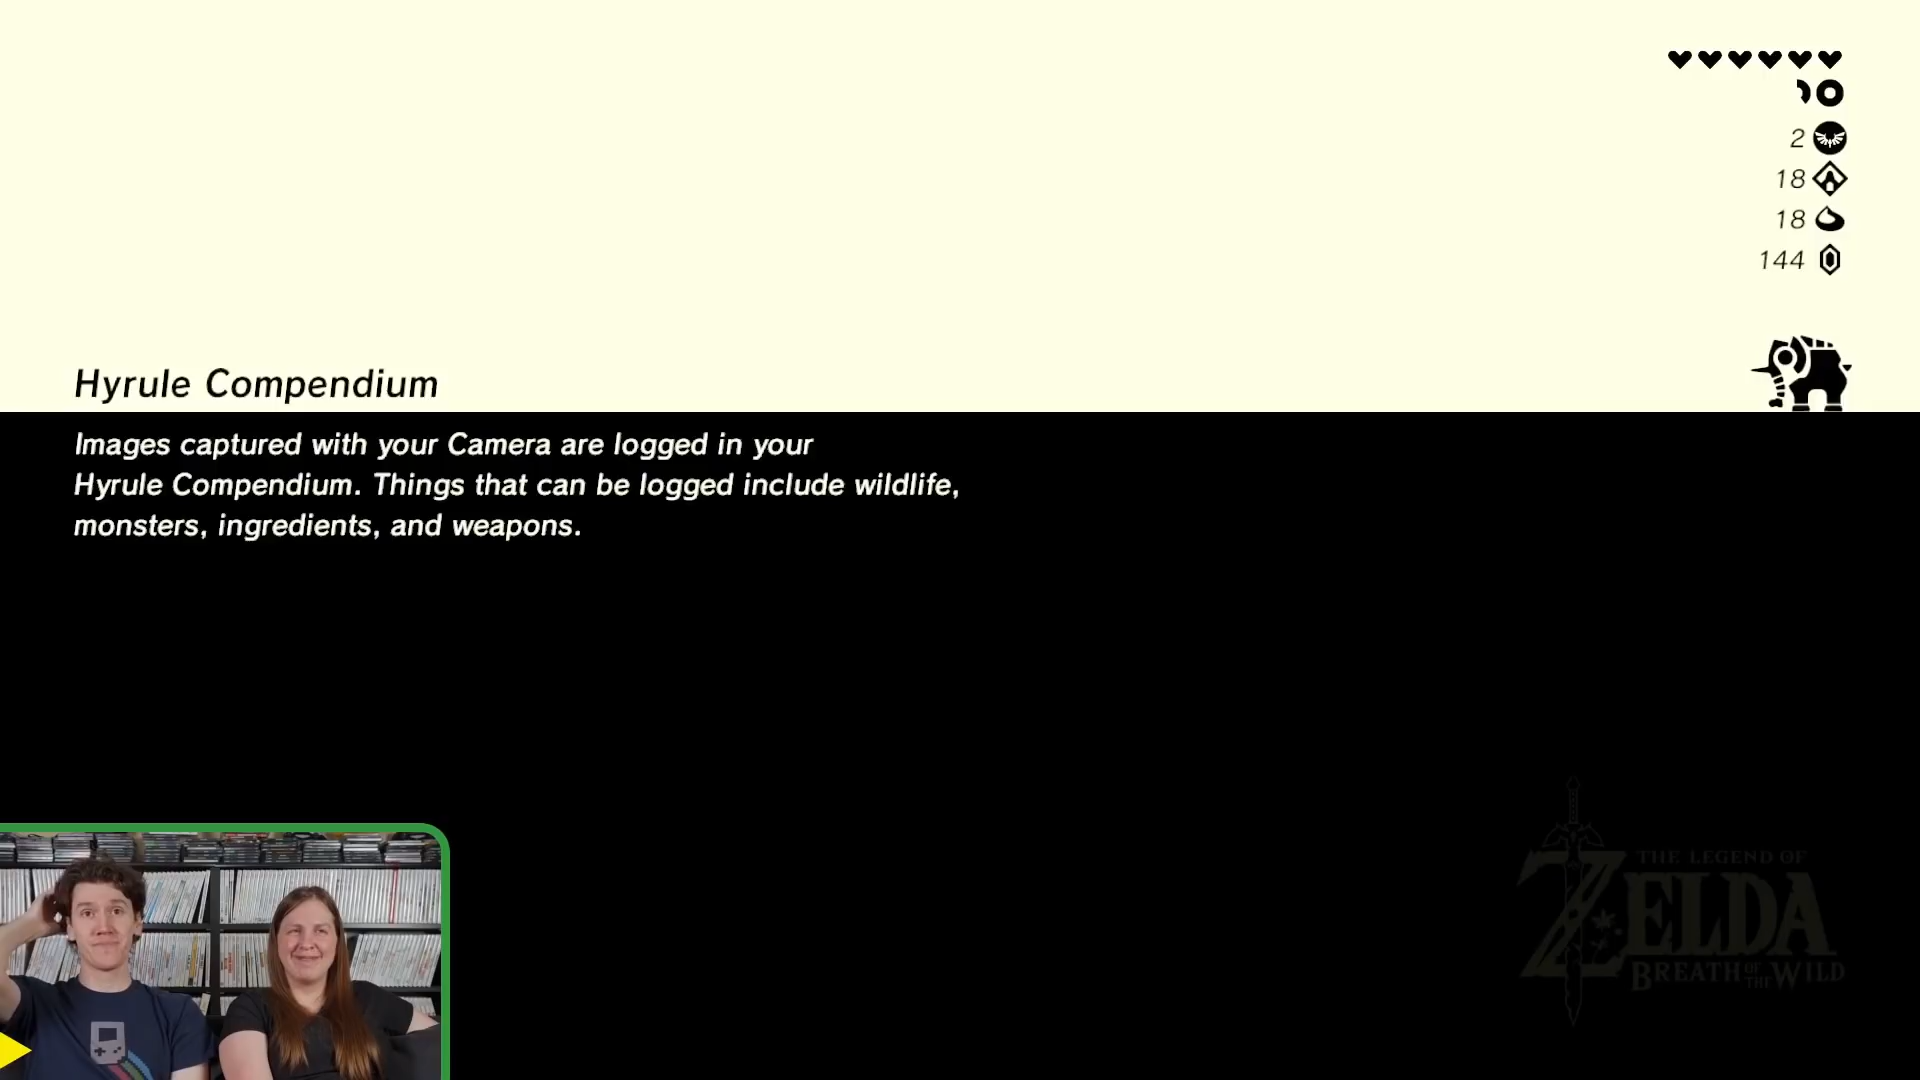 2
18
18
144
Hyrule Compendium
Images captured with your Camera are logged in your
Hyrule Compendium. Things that can be logged include wildlife,
monsters, ingredients, and weapons.
THE LEGEND OF
ZELDA
BREATH OF THE WILD